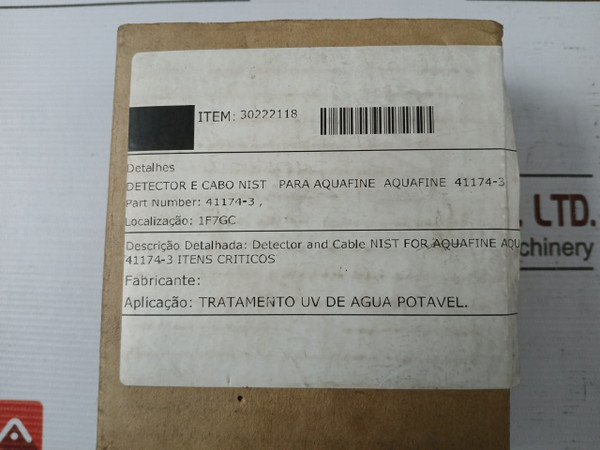 ITEM: 30222118
Detalhes
DETECTOR E CABO NIST PARA AQUAFINE AQUAFINE 41174-3
Part Number: 41174-3 ,
Localização: 1F7GC
Descrição Detalhada: Detector and Cable NIST FOR AQUAFINE AQU
41174-3 ITENS CRITICOS
Fabricante:
Aplicação: TRATAMENTO UV DE AGUA POTAVEL.
. LTD.
chinery